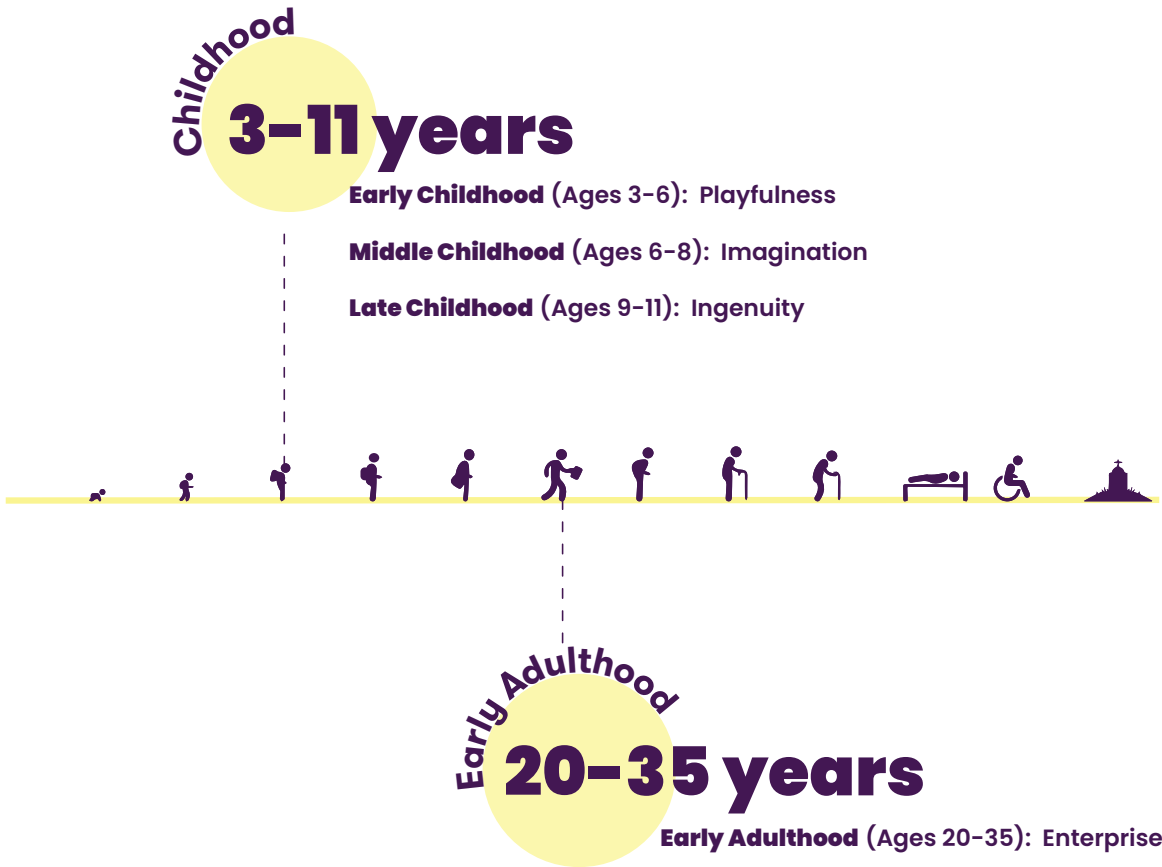 Childhood
3–11 years
Early Childhood (Ages 3-6): Playfulness
Middle Childhood (Ages 6-8): Imagination
Late Childhood (Ages 9-11): Ingenuity
Early Adulthood
20–35 years
Early Adulthood (Ages 20-35): Enterprise